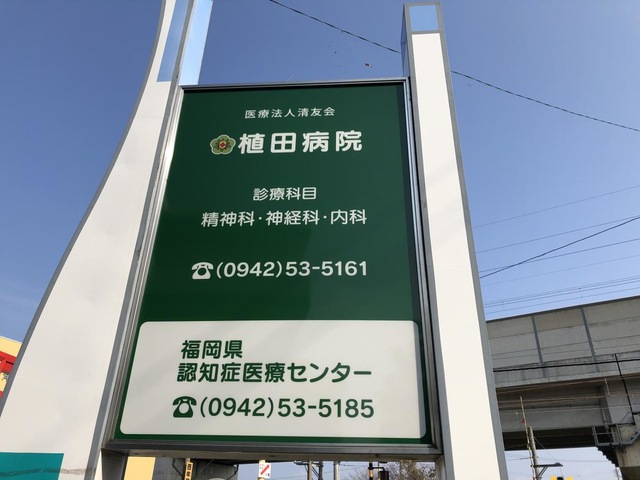 医療法人清友会
植田病院
診療科目
精神科・神経科・内科
☎(0942)53-5161
福岡県
認知症医療センター
☎(0942)53-5185